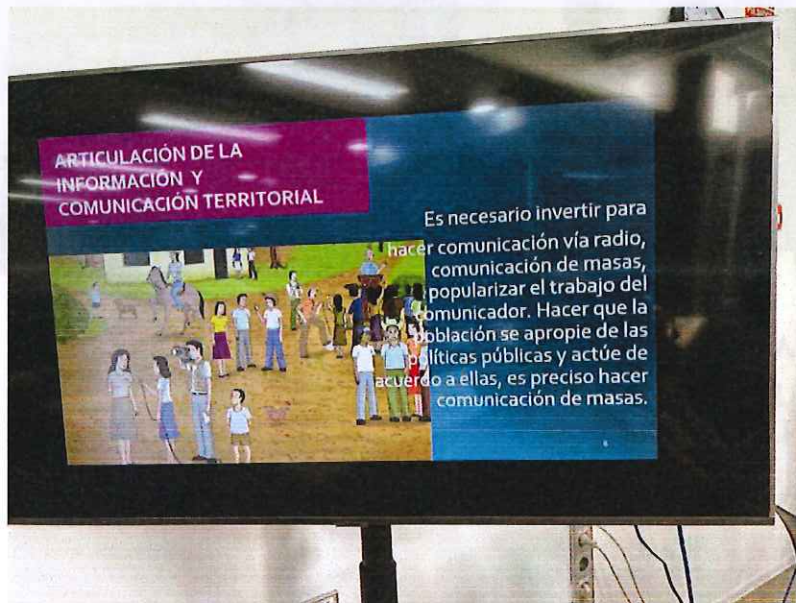 ARTICULACIÓN DE LA
INFORMACIÓN Y
COMUNICACIÓN TERRITORIAL
Es necesario invertir para
hacer comunicación vía radio,
comunicación de masas,
popularizar el trabajo del
comunicador. Hacer que la
población se apropie de las
políticas públicas y actúe de
acuerdo a ellas, es preciso hacer
comunicación de masas.